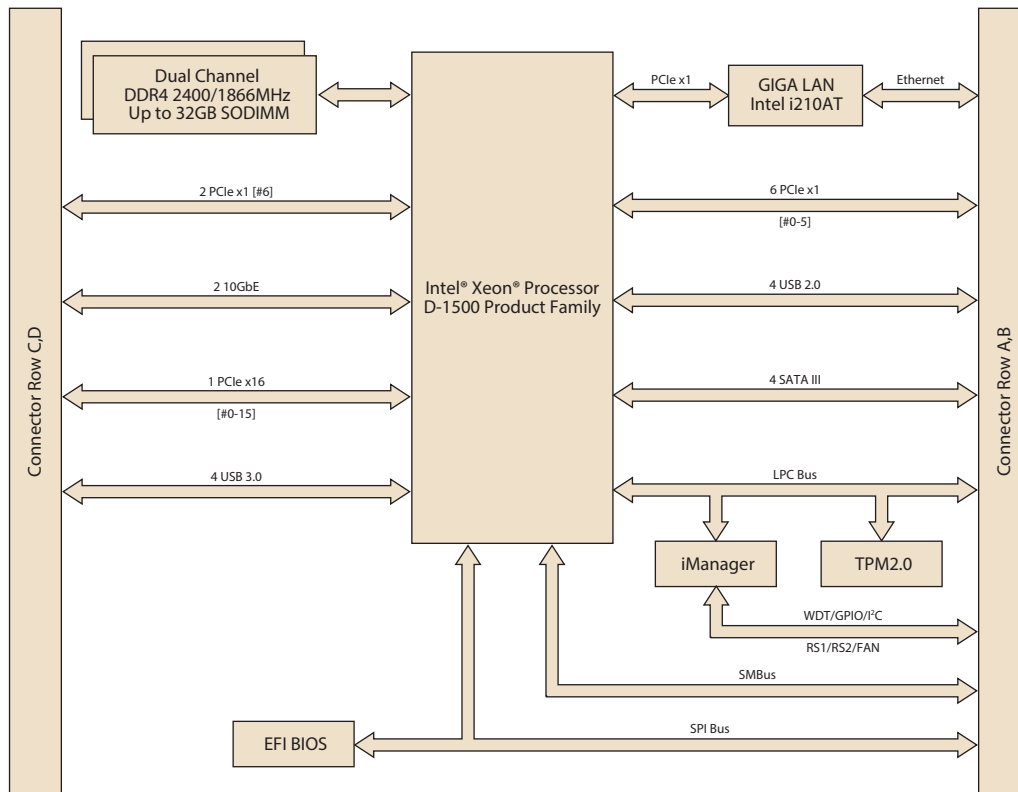 Dual Channel
DDR4 2400/1866MHz
Up to 32GB SODIMM
PCIe x1
GIGA LAN
Intel i210AT
Ethernet
2 PCIe x1 [#6]
6 PCIe x1
[#0-5]
2 10GbE
Intel® Xeon® Processor
D-1500 Product Family
4 USB 2.0
1 PCIe x16
[#0-15]
4 SATA III
Connector Row C,D
Connector Row A,B
4 USB 3.0
LPC Bus
iManager
TPM2.0
WDT/GPIO/I²C
RS1/RS2/FAN
SMBus
EFI BIOS
SPI Bus